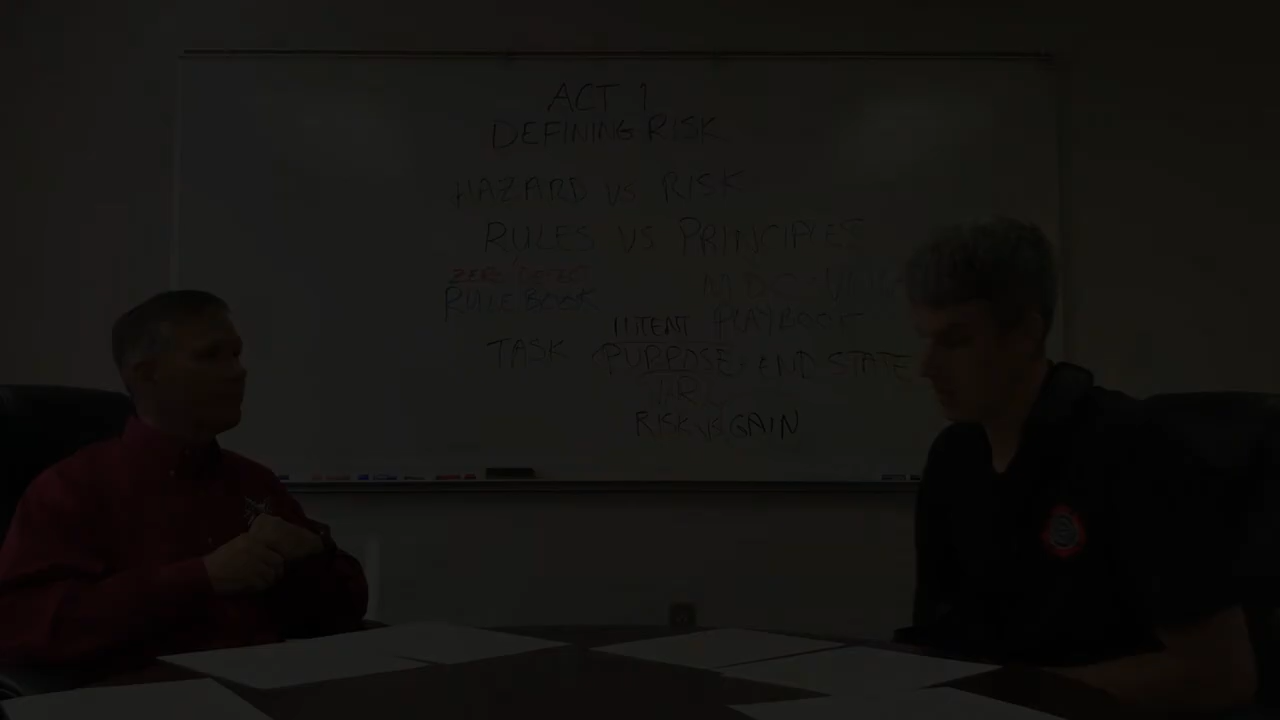 ACT 1
DEFINING RISK
HAZARD VS RISK
RULES VS PRINCIPLES
RULE BOOK
INTENT PLAYBOOK
TASK PURPOSE END STATE
RISK VS GAIN